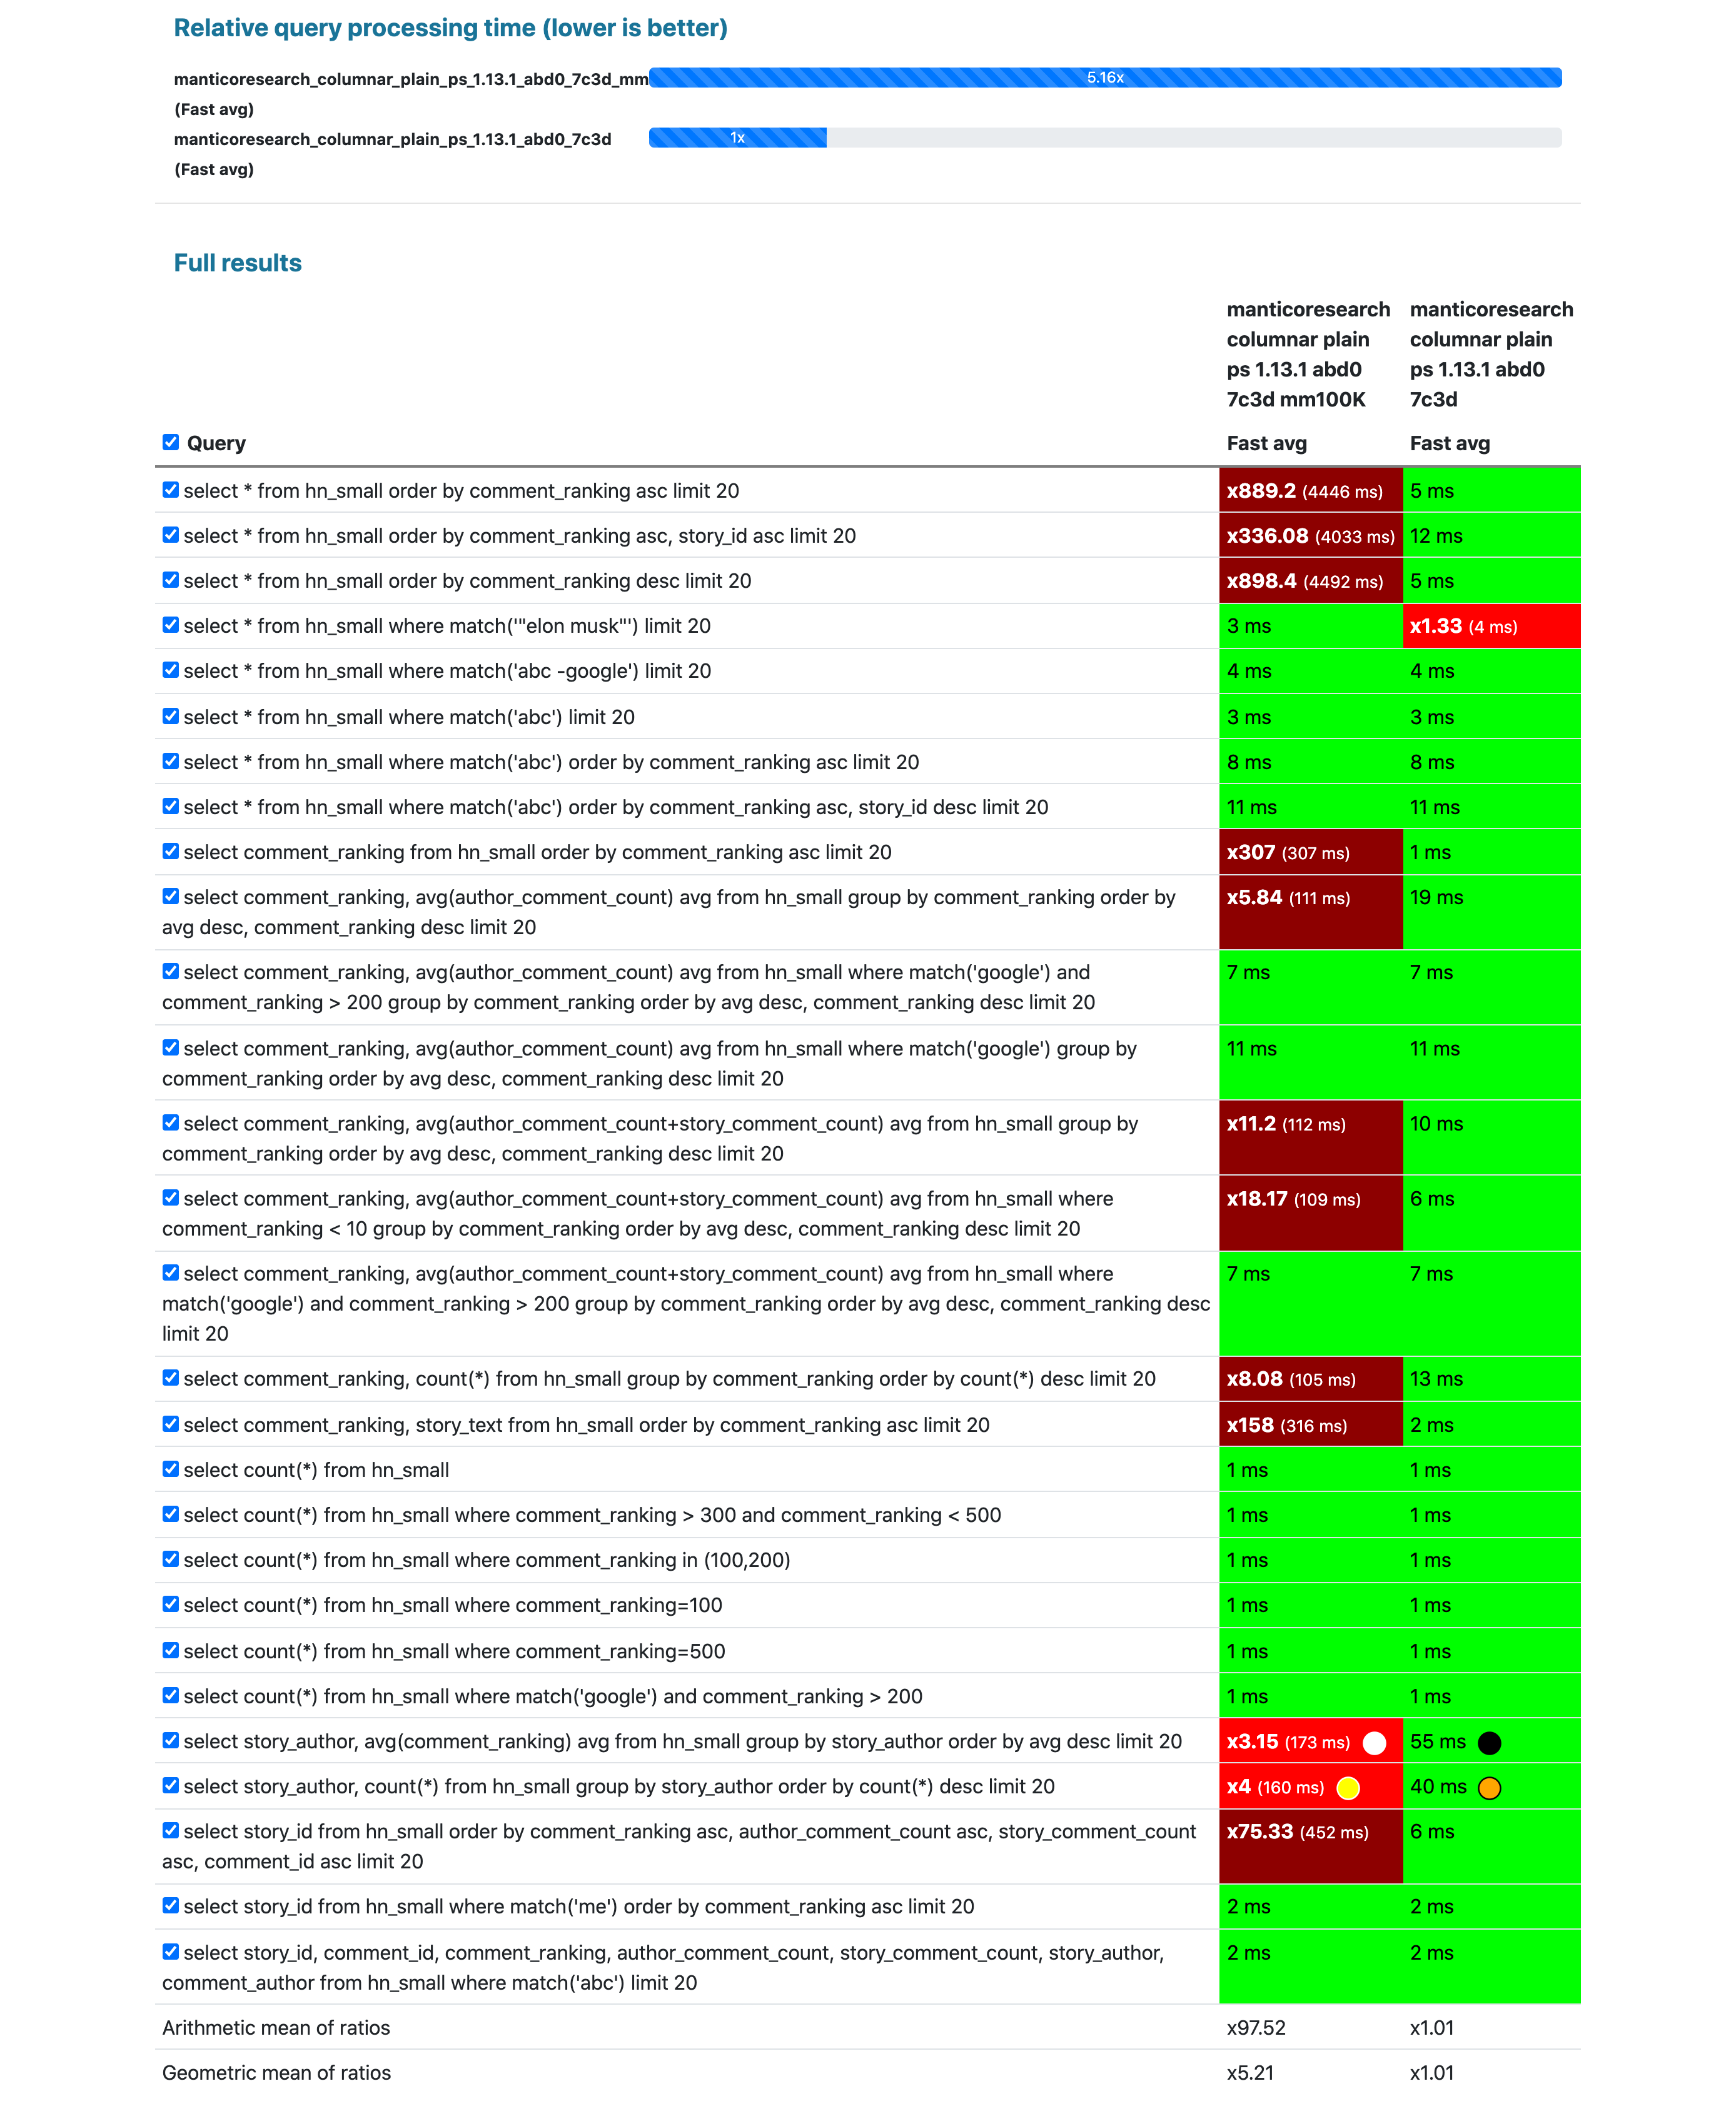 Relative query processing time (lower is better)
manticoresearch_columnar_plain_ps_1.13.1_abd0_7c3d_mm
5.16x
(Fast avg)
manticoresearch_columnar_plain_ps_1.13.1_abd0_7c3d
1x
(Fast avg)
Full results
manticoresearch manticoresearch
columnar plain columnar plain
ps 1.13.1 abd0 ps 1.13.1 abd0
7c3d mm100K 7c3d
Query Fast avg Fast avg
select * from hn_small order by comment_ranking asc limit 20 x889.2 (4446 ms) 5 ms
select * from hn_small order by comment_ranking asc, story_id asc limit 20 x336.08 (4033 ms) 12 ms
select * from hn_small order by comment_ranking desc limit 20 x898.4 (4492 ms) 5 ms
select * from hn_small where match('"elon musk"') limit 20 3 ms x1.33 (4 ms)
select * from hn_small where match('abc -google') limit 20 4 ms 4 ms
select * from hn_small where match('abc') limit 20 3 ms 3 ms
select * from hn_small where match('abc') order by comment_ranking asc limit 20 8 ms 8 ms
select * from hn_small where match('abc') order by comment_ranking asc, story_id desc limit 20 11 ms 11 ms
select comment_ranking from hn_small order by comment_ranking asc limit 20 x307 (307 ms) 1 ms
select comment_ranking, avg(author_comment_count) avg from hn_small group by comment_ranking order by x5.84 (111 ms) 19 ms
avg desc, comment_ranking desc limit 20
select comment_ranking, avg(author_comment_count) avg from hn_small where match('google') and 7 ms 7 ms
comment_ranking > 200 group by comment_ranking order by avg desc, comment_ranking desc limit 20
select comment_ranking, avg(author_comment_count) avg from hn_small where match('google') group by 11 ms 11 ms
comment_ranking order by avg desc, comment_ranking desc limit 20
select comment_ranking, avg(author_comment_count+story_comment_count) avg from hn_small group by x11.2 (112 ms) 10 ms
comment_ranking order by avg desc, comment_ranking desc limit 20
select comment_ranking, avg(author_comment_count+story_comment_count) avg from hn_small where x18.17 (109 ms) 6 ms
comment_ranking < 10 group by comment_ranking order by avg desc, comment_ranking desc limit 20
select comment_ranking, avg(author_comment_count+story_comment_count) avg from hn_small where 7 ms 7 ms
match('google') and comment_ranking > 200 group by comment_ranking order by avg desc, comment_ranking desc
limit 20
select comment_ranking, count(*) from hn_small group by comment_ranking order by count(*) desc limit 20 x8.08 (105 ms) 13 ms
select comment_ranking, story_text from hn_small order by comment_ranking asc limit 20 x158 (316 ms) 2 ms
select count(*) from hn_small 1 ms 1 ms
select count(*) from hn_small where comment_ranking > 300 and comment_ranking < 500 1 ms 1 ms
select count(*) from hn_small where comment_ranking in (100,200) 1 ms 1 ms
select count(*) from hn_small where comment_ranking=100 1 ms 1 ms
select count(*) from hn_small where comment_ranking=500 1 ms 1 ms
select count(*) from hn_small where match('google') and comment_ranking > 200 1 ms 1 ms
select story_author, avg(comment_ranking) avg from hn_small group by story_author order by avg desc limit 20 x3.15 (173 ms) 55 ms
select story_author, count(*) from hn_small group by story_author order by count(*) desc limit 20 x4 (160 ms) 40 ms
select story_id from hn_small order by comment_ranking asc, author_comment_count asc, story_comment_count x75.33 (452 ms) 6 ms
asc, comment_id asc limit 20
select story_id from hn_small where match('me') order by comment_ranking asc limit 20 2 ms 2 ms
select story_id, comment_id, comment_ranking, author_comment_count, story_comment_count, story_author, 2 ms 2 ms
comment_author from hn_small where match('abc') limit 20
Arithmetic mean of ratios x97.52 x1.01
Geometric mean of ratios x5.21 x1.01